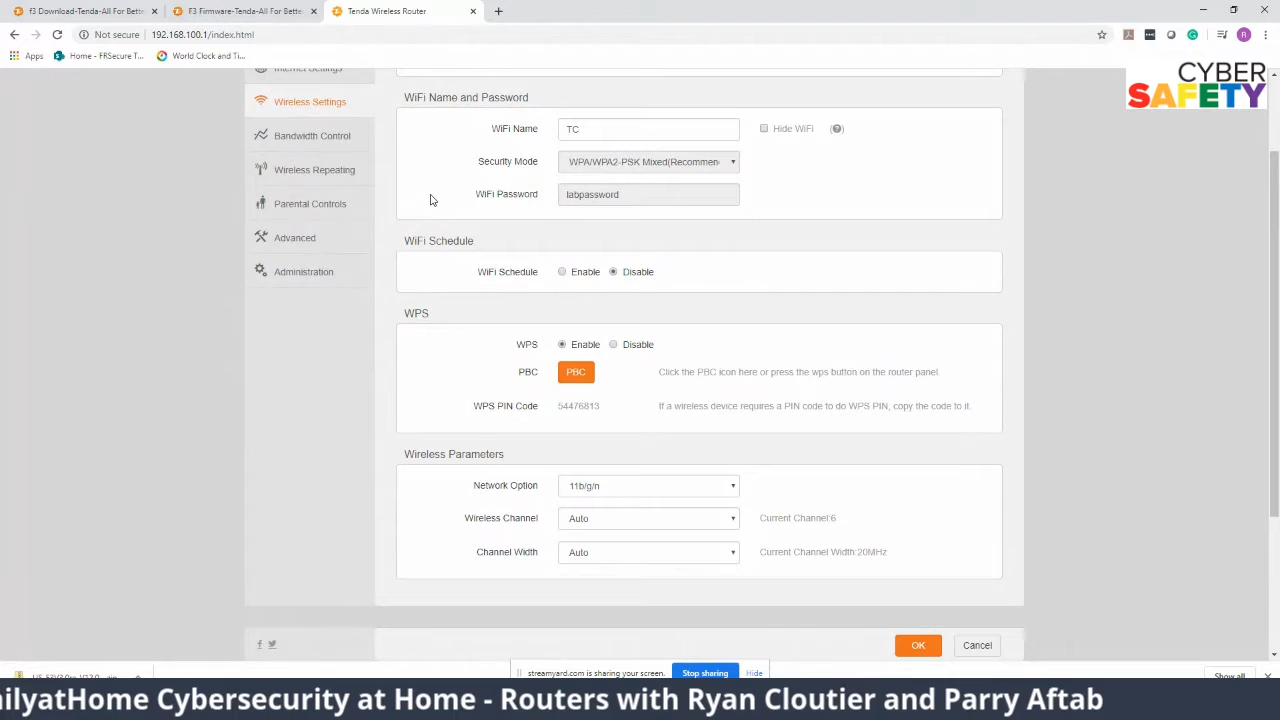 f3 Download-Tenda-All For Bette
F3 Firmware-Tenda-All For Bette
Tenda Wireless Router
Not secure
192.168.100.1/index.html
R
Apps
Home - FRSecure T...
World Clock and Ti...
CYBER
SAFETY
Internet Settings
Wireless Settings
Bandwidth Control
Wireless Repeating
Parental Controls
Advanced
Administration
WiFi Name and Password
WiFi Name
TC
Hide WiFi
Security Mode
WPA/WPA2-PSK Mixed(Recommen
WiFi Password
labpassword
WiFi Schedule
WiFi Schedule
Enable
Disable
WPS
WPS
Enable
Disable
PBC
PBC
Click the PBC icon here or press the wps button on the router panel.
WPS PIN Code
54476813
If a wireless device requires a PIN code to do WPS PIN, copy the code to it.
Wireless Parameters
Network Option
11b/g/n
Wireless Channel
Auto
Current Channel:6
Channel Width
Auto
Current Channel Width:20MHz
OK
Cancel
streamyard.com is sharing your screen.
Stop sharing
Hide
Show all
ilyatHome Cybersecurity at Home - Routers with Ryan Cloutier and Parry Aftab